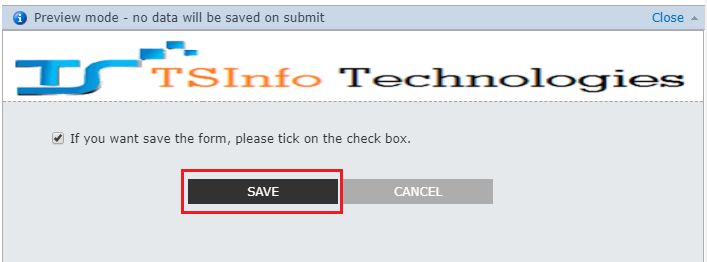 Preview mode - no data will be saved on submit Close
TS TSInfo Technologies
If you want save the form, please tick on the check box.
SAVE CANCEL